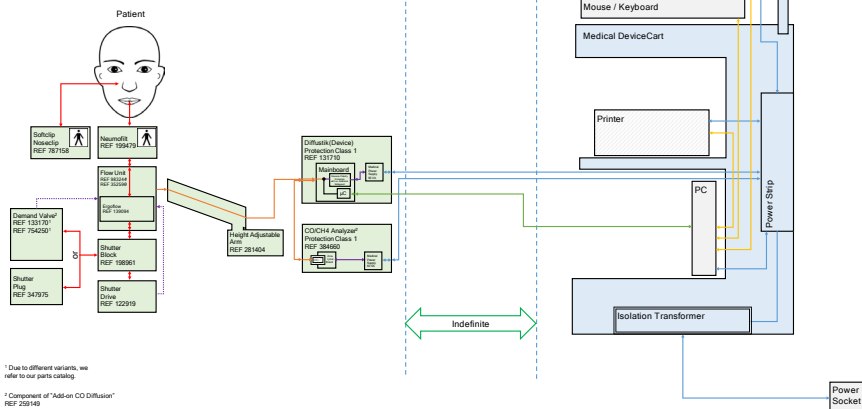 Patient
Mouse / Keyboard
Medical DeviceCart
Softclip
Noseclip
REF 787158
Neumofilt
REF 199479
Diffustik(Device)
Protection Class 1
REF 131710
Mainboard
µC
Printer
Flow Unit
Ergoflow
REF 139094
PC
Power Strip
Demand Valve²
REF 133170¹
REF 754250¹
or
Shutter
Block
REF 198961
Height Adjustable
Arm
REF 281404
CO/CH4 Analyzer²
Protection Class 1
REF 384660
Shutter
Plug
REF 347975
Shutter
Drive
REF 122919
Indefinite
Isolation Transformer
¹ Due to different variants, we
refer to our parts catalog.
² Component of "Add-on CO Diffusion"
REF 259149
Power
Socket